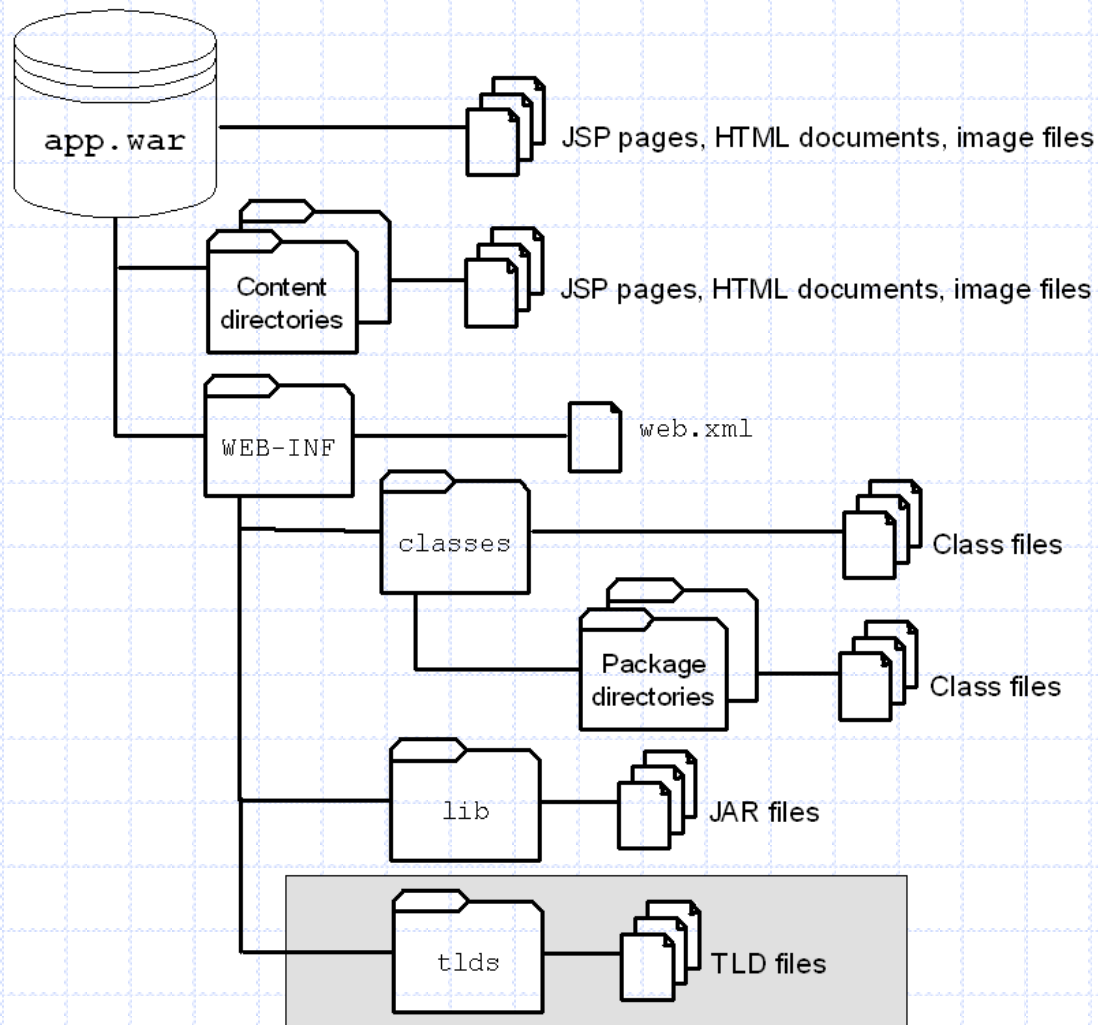 app.war
JSP pages, HTML documents, image files
Content
directories
JSP pages, HTML documents, image files
WEB-INF
web.xml
classes
Class files
Package
directories
Class files
lib
JAR files
tlds
TLD files